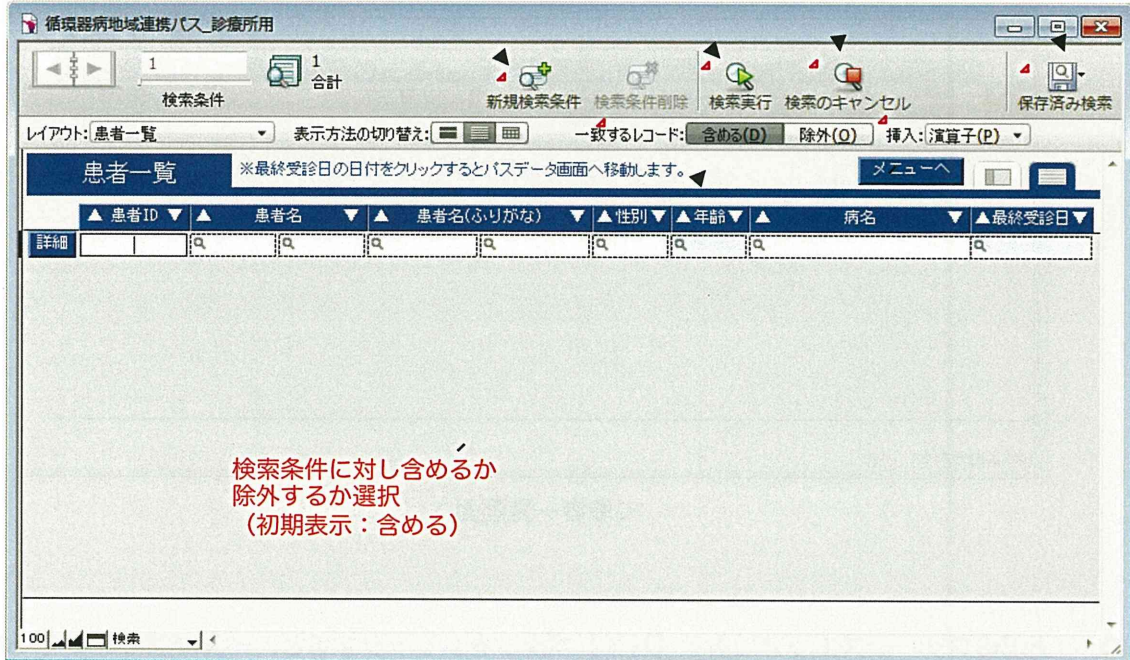 循環器病地域連携パス_診療所用
1
検索条件
1
合計
新規検索条件 検索条件削除 検索実行 検索のキャンセル 保存済み検索
レイアウト: 患者一覧 表示方法の切り替え: 一致するレコード: 含める(D) 除外(O) 挿入: 演算子(P)
患者一覧 ※最終受診日の日付をクリックするとパスデータ画面へ移動します。 メニューへ
▲ 患者ID ▼ ▲ 患者名 ▼ ▲ 患者名(ふりがな) ▼ ▲性別▼ ▲年齢▼ ▲ 病名 ▼ ▲最終受診日▼
詳細
検索条件に対し含めるか
除外するか選択
（初期表示：含める）
100 検索